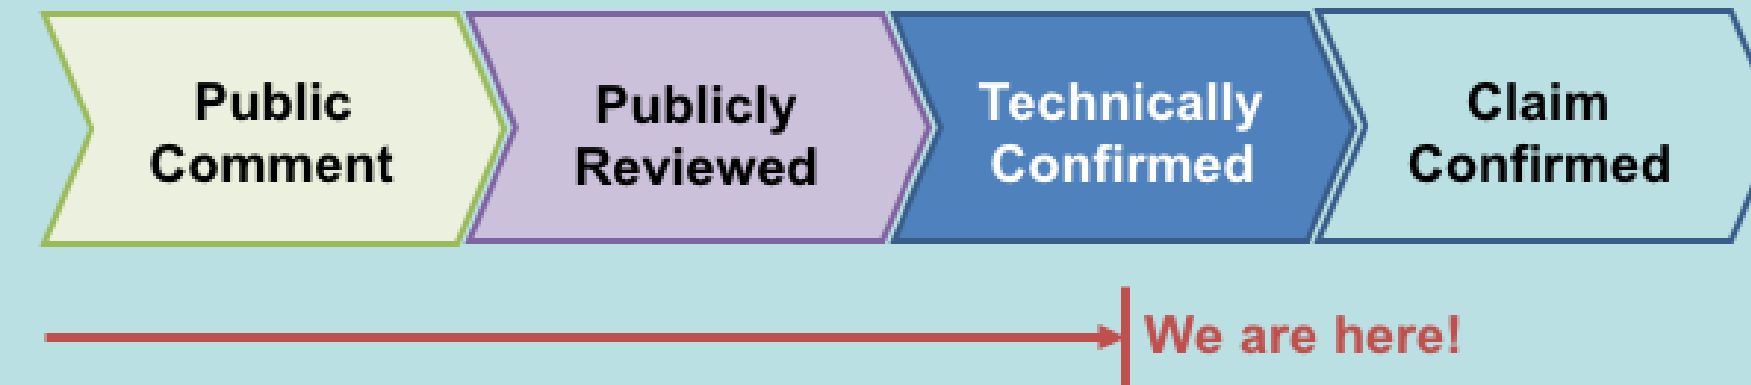 Public
Comment
Publicly
Reviewed
Technically
Confirmed
Claim
Confirmed
We are here!